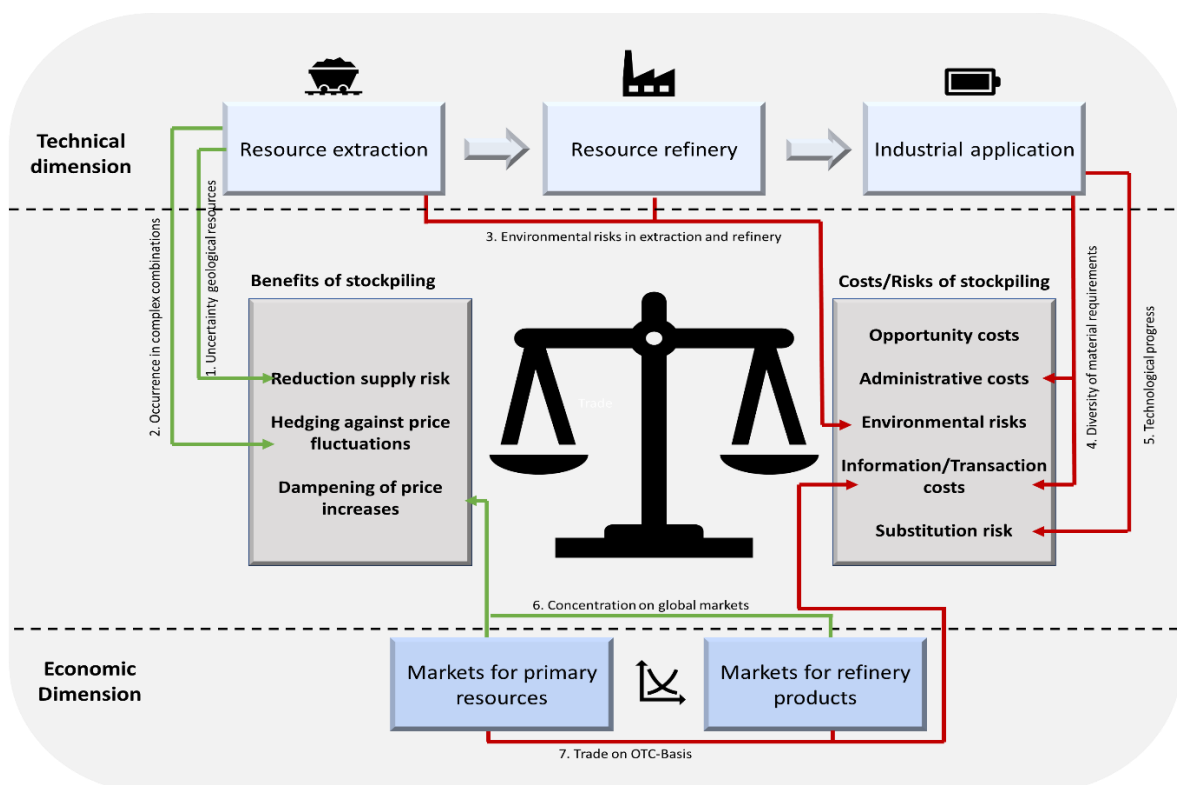 Technical
dimension
Resource extraction
Resource refinery
Industrial application
2. Occurrence in complex combinations
1. Uncertainty geological resources
3. Environmental risks in extraction and refinery
4. Diversity of material requirements
5. Technological progress
Benefits of stockpiling
Reduction supply risk
Hedging against price
fluctuations
Dampening of price
increases
Trade
Costs/Risks of stockpiling
Opportunity costs
Administrative costs
Environmental risks
Information/Transaction
costs
Substitution risk
6. Concentration on global markets
Economic
Dimension
Markets for primary
resources
Markets for refinery
products
7. Trade on OTC-Basis